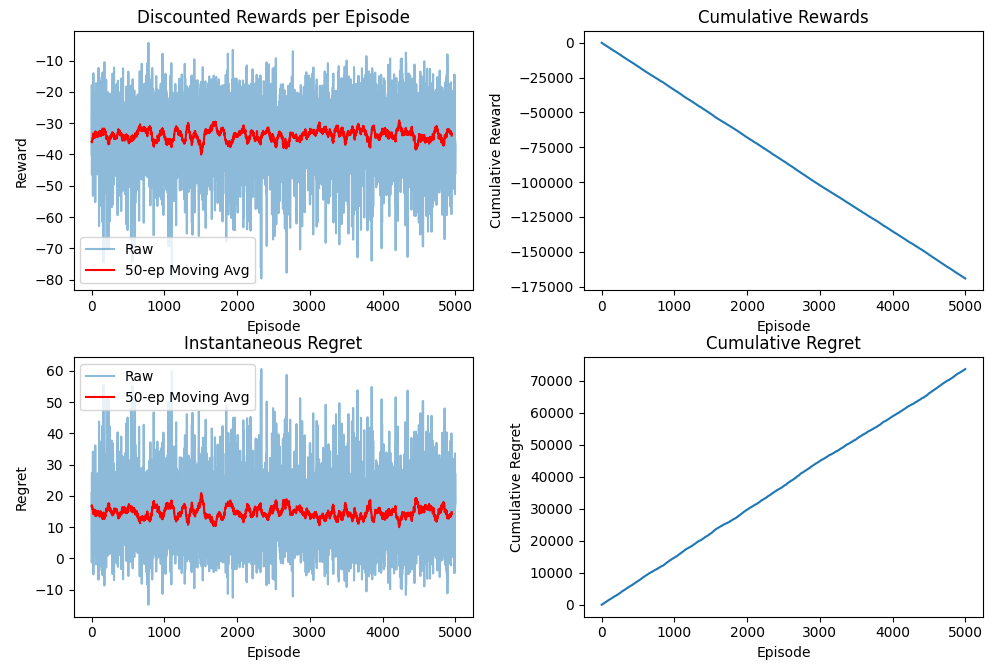 Discounted Rewards per Episode
Reward
−10
−20
−30
−40
−50
−60
−70
−80
Raw
50-ep Moving Avg
0 1000 2000 3000 4000 5000
Episode
Cumulative Rewards
Cumulative Reward
0
−25000
−50000
−75000
−100000
−125000
−150000
−175000
0 1000 2000 3000 4000 5000
Episode
Instantaneous Regret
Regret
60
50
40
30
20
10
0
−10
Raw
50-ep Moving Avg
0 1000 2000 3000 4000 5000
Episode
Cumulative Regret
Cumulative Regret
70000
60000
50000
40000
30000
20000
10000
0
0 1000 2000 3000 4000 5000
Episode